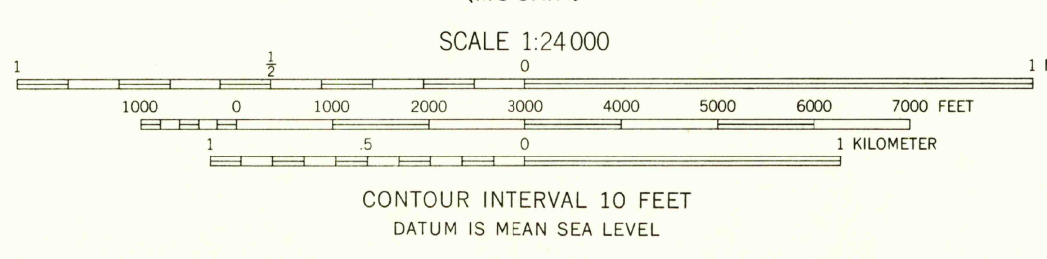 SCALE 1:24 000
1 1/2 0 1
1000 0 1000 2000 3000 4000 5000 6000 7000 FEET
1 .5 0 1 KILOMETER
CONTOUR INTERVAL 10 FEET
DATUM IS MEAN SEA LEVEL